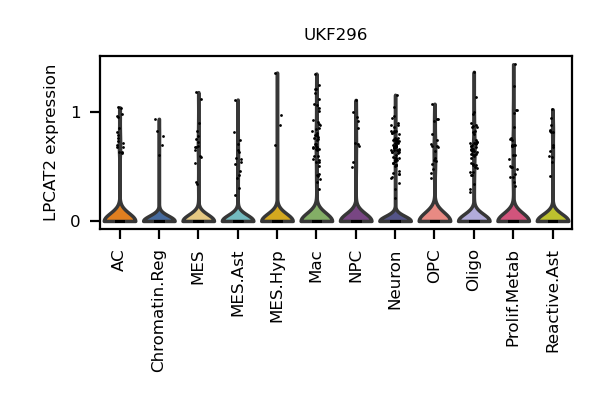 UKF296
LPCAT2 expression
1
0
AC
Chromatin.Reg
MES
MES.Ast
MES.Hyp
Mac
NPC
Neuron
OPC
Oligo
Prolif.Metab
Reactive.Ast